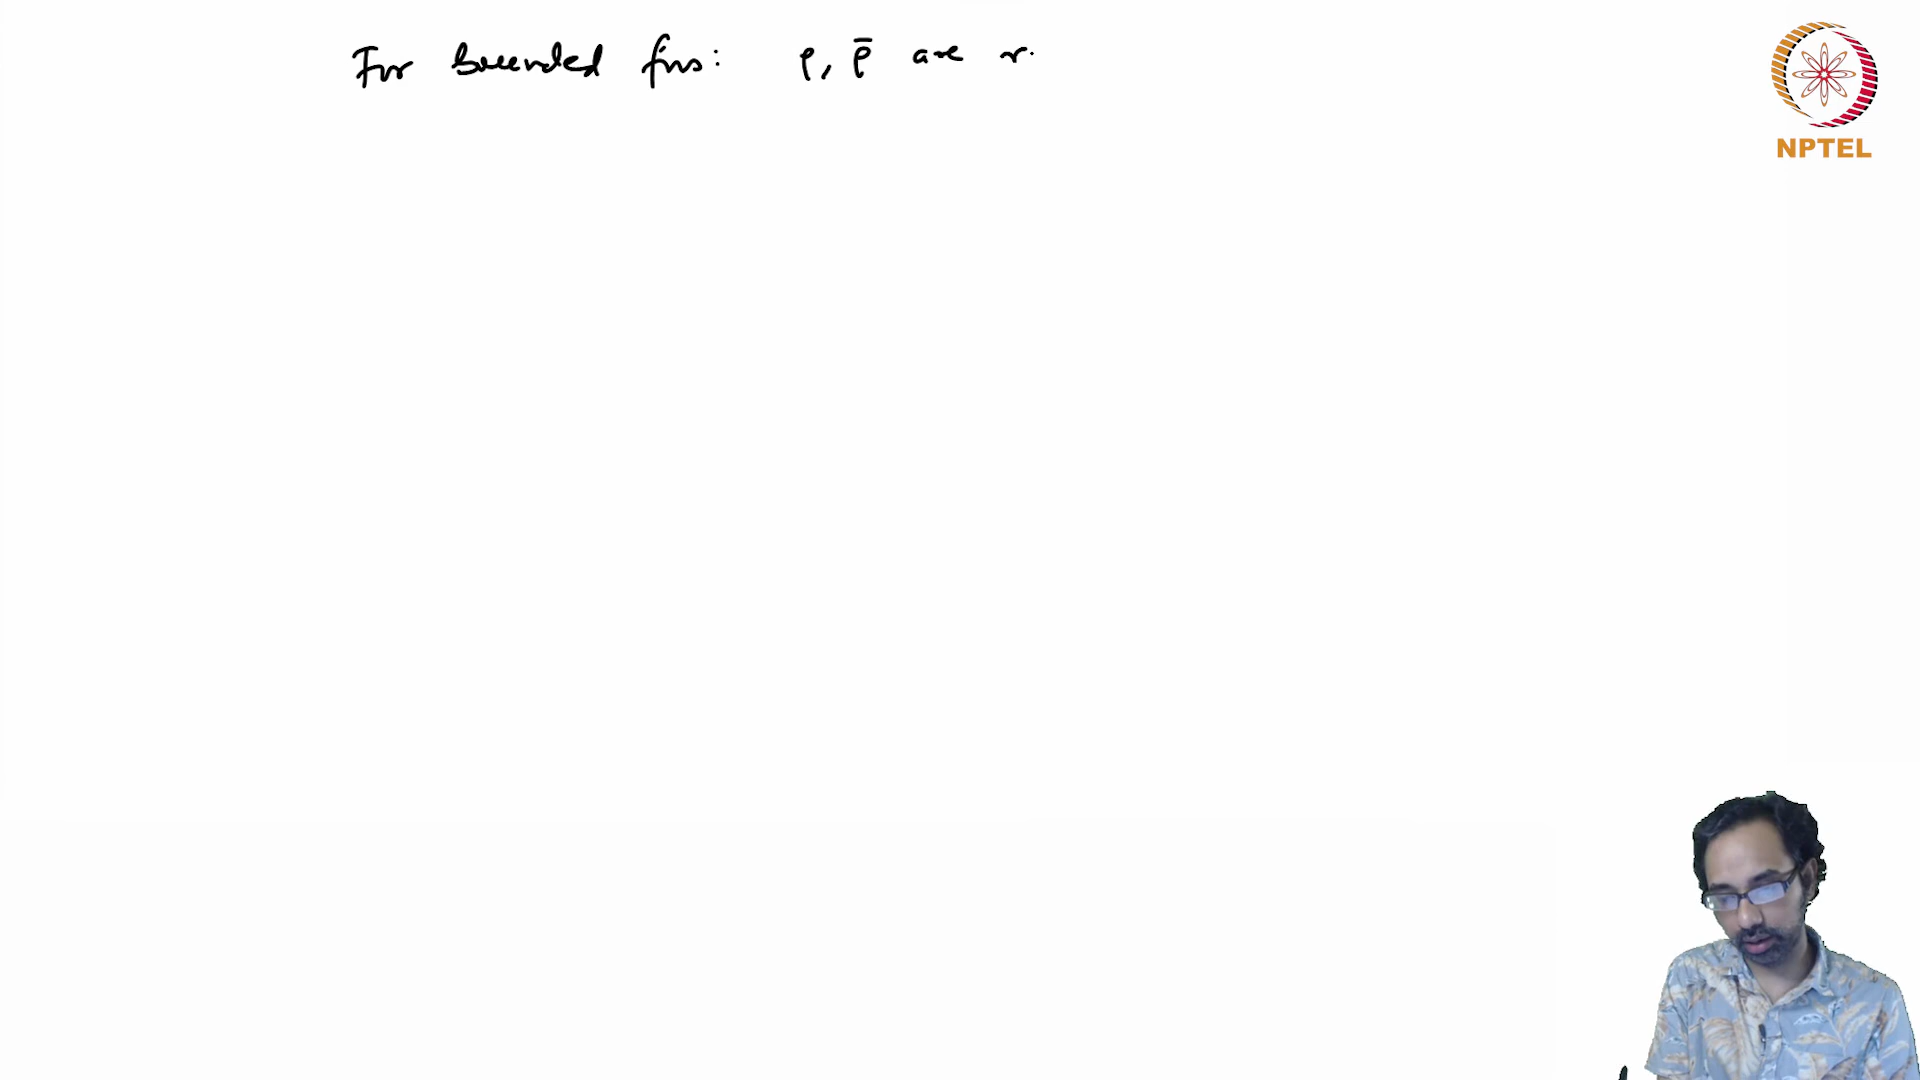 For bounded fns: ρ, ρ̄ are r.
NPTEL